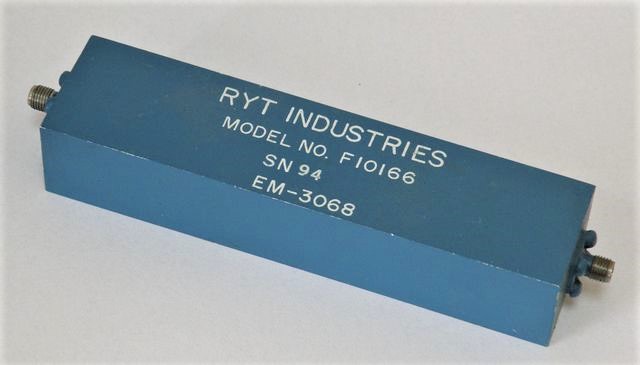 RYT INDUSTRIES
MODEL NO. F10166
SN 94
EM-3068